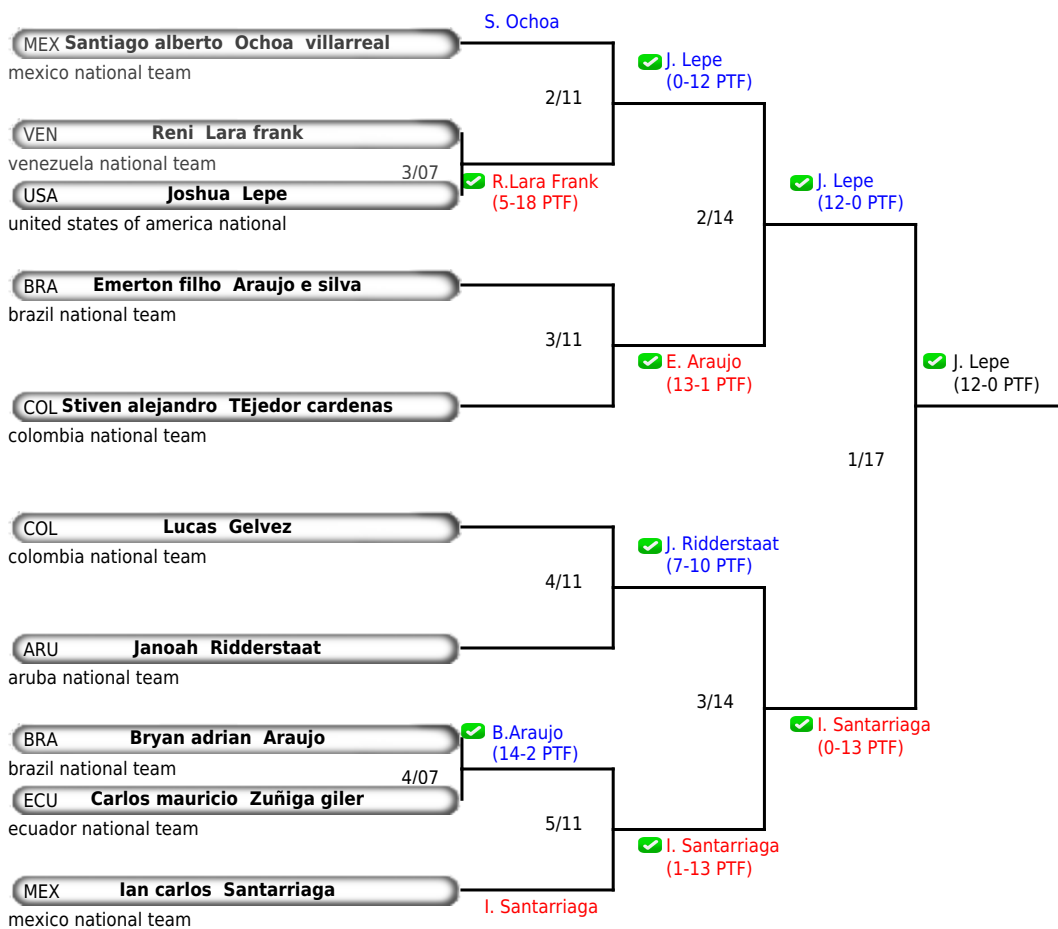 S. Ochoa
MEX Santiago alberto Ochoa villarreal
mexico national team
J. Lepe
(0-12 PTF)
2/11
VEN Reni Lara frank
venezuela national team
3/07
R.Lara Frank
(5-18 PTF)
USA Joshua Lepe
united states of america national
J. Lepe
(12-0 PTF)
2/14
BRA Emerton filho Araujo e silva
brazil national team
3/11
E. Araujo
(13-1 PTF)
J. Lepe
(12-0 PTF)
COL Stiven alejandro TEjedor cardenas
colombia national team
1/17
COL Lucas Gelvez
colombia national team
J. Ridderstaat
(7-10 PTF)
4/11
ARU Janoah Ridderstaat
aruba national team
3/14
I. Santarriaga
(0-13 PTF)
BRA Bryan adrian Araujo
brazil national team
B.Araujo
(14-2 PTF)
4/07
ECU Carlos mauricio Zuñiga giler
ecuador national team
5/11
I. Santarriaga
(1-13 PTF)
MEX Ian carlos Santarriaga
mexico national team
I. Santarriaga